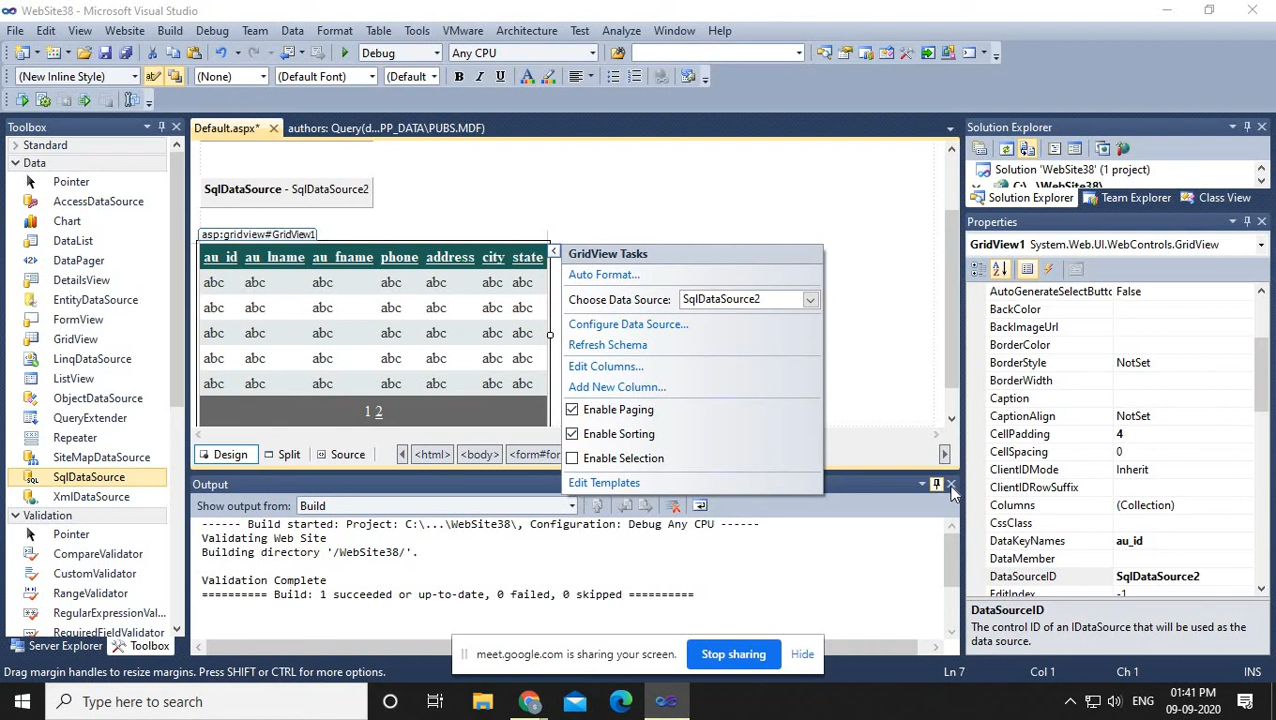 WebSite38 - Microsoft Visual Studio
File Edit View Website Build Debug Team Data Format Table Tools VMware Architecture Test Analyze Window Help
Debug Any CPU
(New Inline Style) (None) (Default Font) (Default B I U A
Toolbox
Standard
Data
Pointer
AccessDataSource
Chart
DataList
DataPager
DetailsView
EntityDataSource
FormView
GridView
LinqDataSource
ListView
ObjectDataSource
QueryExtender
Repeater
SiteMapDataSource
SqlDataSource
XmlDataSource
Validation
Pointer
CompareValidator
CustomValidator
RangeValidator
RegularExpressionVal...
RequiredFieldValidator
Server Explorer Toolbox
Default.aspx* authors: Query(d...PP_DATA\PUBS.MDF)
SqlDataSource - SqlDataSource2
asp:gridview#GridView1
au_id au_lname au_fname phone address city state
abc abc abc abc abc abc abc
abc abc abc abc abc abc abc
abc abc abc abc abc abc abc
abc abc abc abc abc abc abc
abc abc abc abc abc abc abc
1 2
GridView Tasks
Auto Format...
Choose Data Source: SqlDataSource2
Configure Data Source...
Refresh Schema
Edit Columns...
Add New Column...
Enable Paging
Enable Sorting
Enable Selection
Edit Templates
Design Split Source <html> <body> <form#for
Output
Show output from: Build
------ Build started: Project: C:\...\WebSite38\, Configuration: Debug Any CPU ------
Validating Web Site
Building directory '/WebSite38/'.
Validation Complete
========== Build: 1 succeeded or up-to-date, 0 failed, 0 skipped ==========
Solution Explorer
Solution 'WebSite38' (1 project)
C:\...\WebSite38\
Solution Explorer Team Explorer Class View
Properties
GridView1 System.Web.UI.WebControls.GridView
AutoGenerateSelectButto False
BackColor
BackImageUrl
BorderColor
BorderStyle NotSet
BorderWidth
Caption
CaptionAlign NotSet
CellPadding 4
CellSpacing 0
ClientIDMode Inherit
ClientIDRowSuffix
Columns (Collection)
CssClass
DataKeyNames au_id
DataMember
DataSourceID SqlDataSource2
EditIndex -1
DataSourceID
The control ID of an IDataSource that will be used as the
data source.
meet.google.com is sharing your screen. Stop sharing Hide
Drag margin handles to resize margins. Press SHIFT or CTRL for more options. Ln 7 Col 1 Ch 1 INS
Type here to search
ENG
01:41 PM
09-09-2020